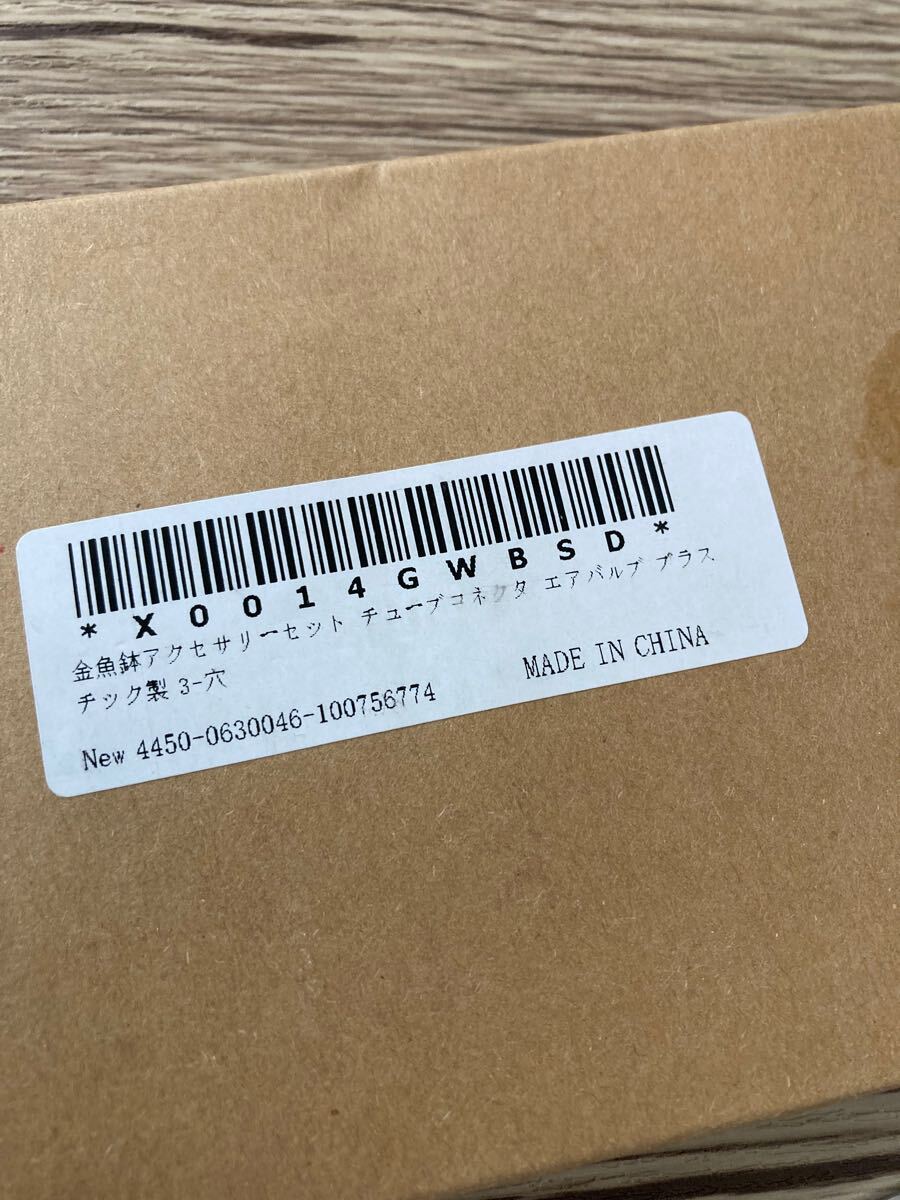 *X0014GWBSD*
金魚鉢アクセサリーセット チューブコネクタ エアバルブ プラス
チック製 3-穴
New 4450-0630046-100756774
MADE IN CHINA